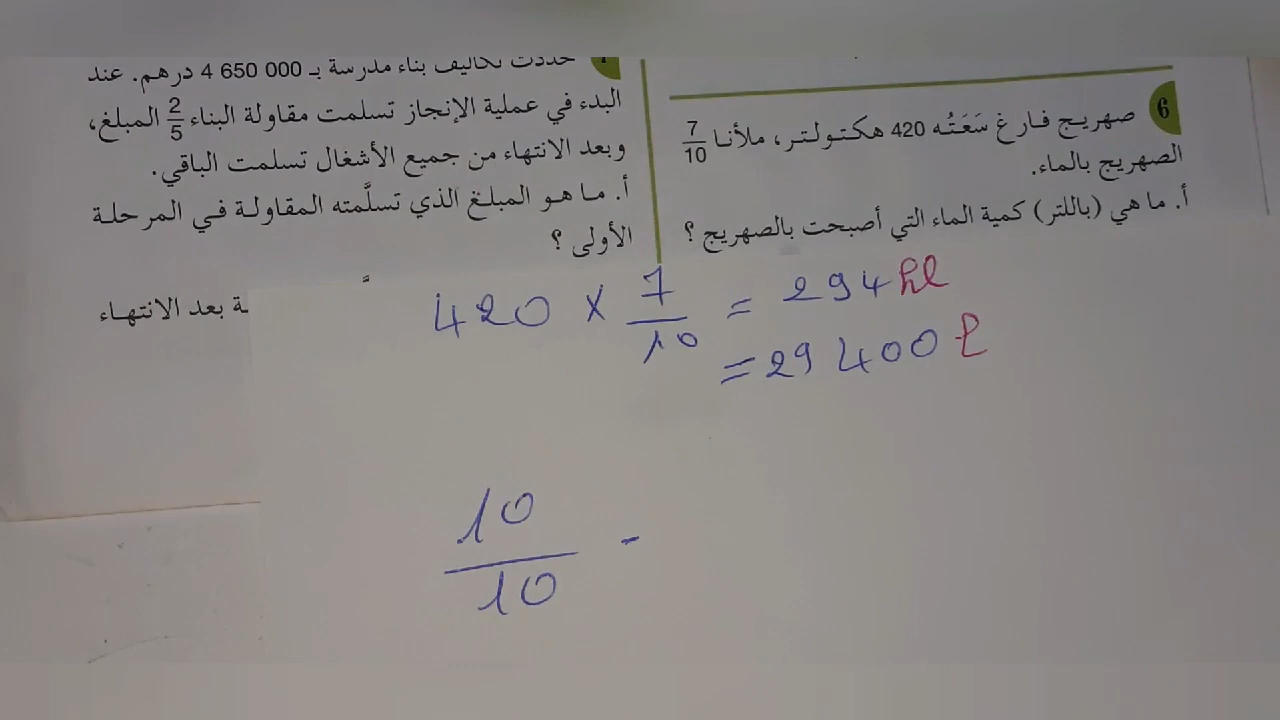 6 صهريج فارغ سَعَتُه 420 هكتولتر، ملأنا 7/10
الصهريج بالماء.
أ. ما هي (باللتر) كمية الماء التي أصبحت بالصهريج ؟
حددت تكاليف بناء مدرسة بـ 000 650 4 درهم. عند
البدء في عملية الإنجاز تسلمت مقاولة البناء 2/5 المبلغ،
وبعد الانتهاء من جميع الأشغال تسلمت الباقي.
أ. ما هو المبلغ الذي تسلَّمته المقاولة في المرحلة
الأولى ؟
ـة بعد الانتهاء
420 × 7/10 = 294 hl
= 29 400 l
10/10 -